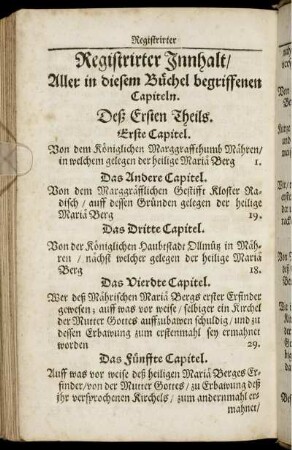 Registrirter
Registrirter Innhalt/
Aller in diesem Büchel begriffenen
Capiteln.
Deß Ersten Theils.
Erste Capitel.
Von dem Königlichen Marggraffthumb Mähren/
in welchem gelegen der heilige Mariä Berg 1.
Das Andere Capitel.
Von dem Marggräfflichen Gestifft Kloster Ra-
disch/ auff dessen Gründen gelegen der heilige
Mariä Berg 19.
Das Dritte Capitel.
Von der Königlichen Haubtstadt Ollmütz in Mäh-
ren / nächst welcher gelegen der heilige Mariä
Berg 18.
Das Vierdte Capitel.
Wer deß Mährischen Mariä Bergs erster Erfinder
gewesen; auff was vor weise/ selbiger ein Kirchel
der Mutter Gottes auffzubawen schuldig/ und zu
dessen Erbawung zum erstenmahl sey ermahnet
worden 29.
Das Fünffte Capitel.
Auff was vor weise deß heiligen Mariä Berges Er-
finder/von der Mutter Gottes/ zu Erbawung deß
jhr versprochenen Kirchels/ zum andernmahl er-
mahnet/